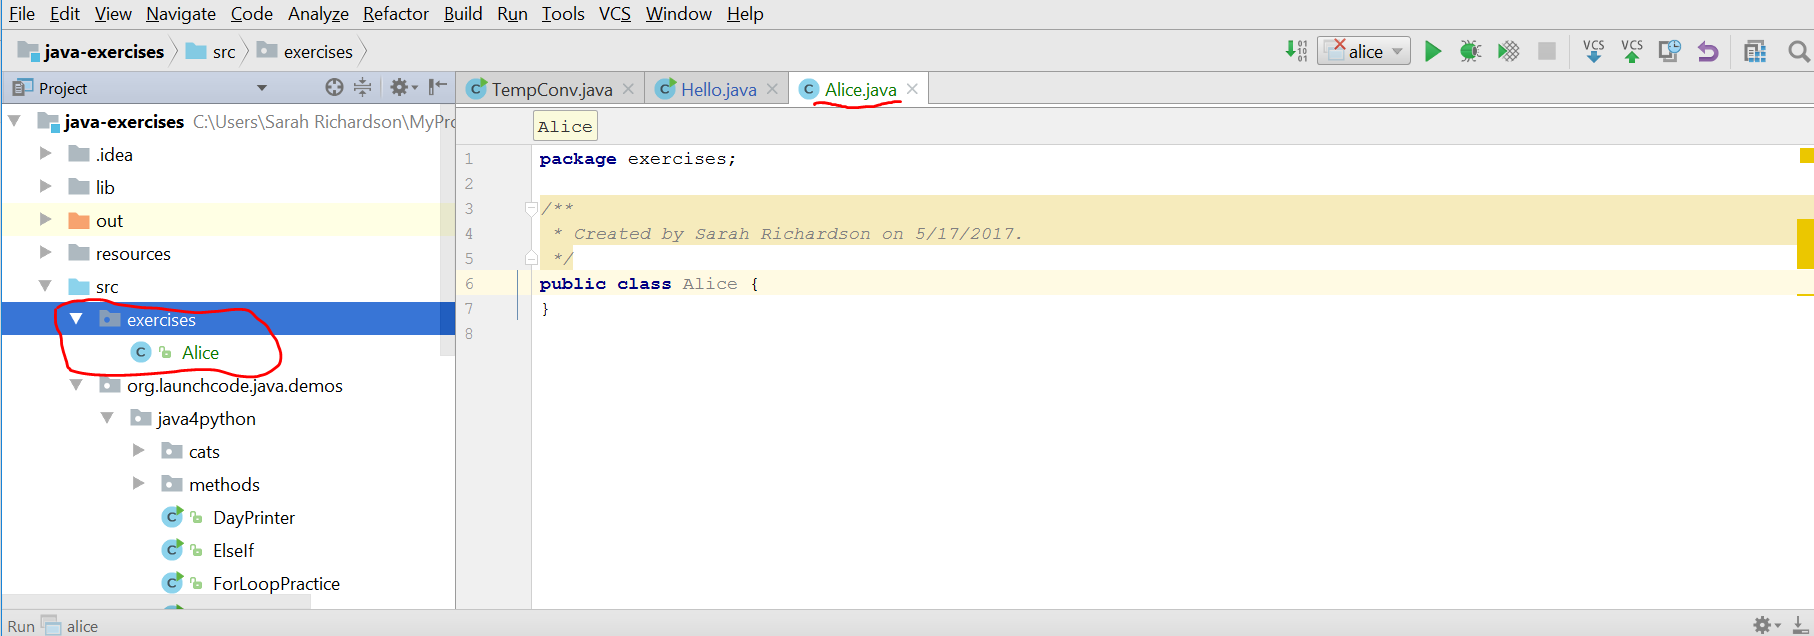 File Edit View Navigate Code Analyze Refactor Build Run Tools VCS Window Help
java-exercises src exercises
alice
VCS VCS
Project
TempConv.java Hello.java Alice.java
java-exercises C:\Users\Sarah Richardson\MyPro
.idea
lib
out
resources
src
exercises
Alice
org.launchcode.java.demos
java4python
cats
methods
DayPrinter
ElseIf
ForLoopPractice
Alice
1 package exercises;
2
3 /**
4 * Created by Sarah Richardson on 5/17/2017.
5 */
6 public class Alice {
7 }
8
Run alice